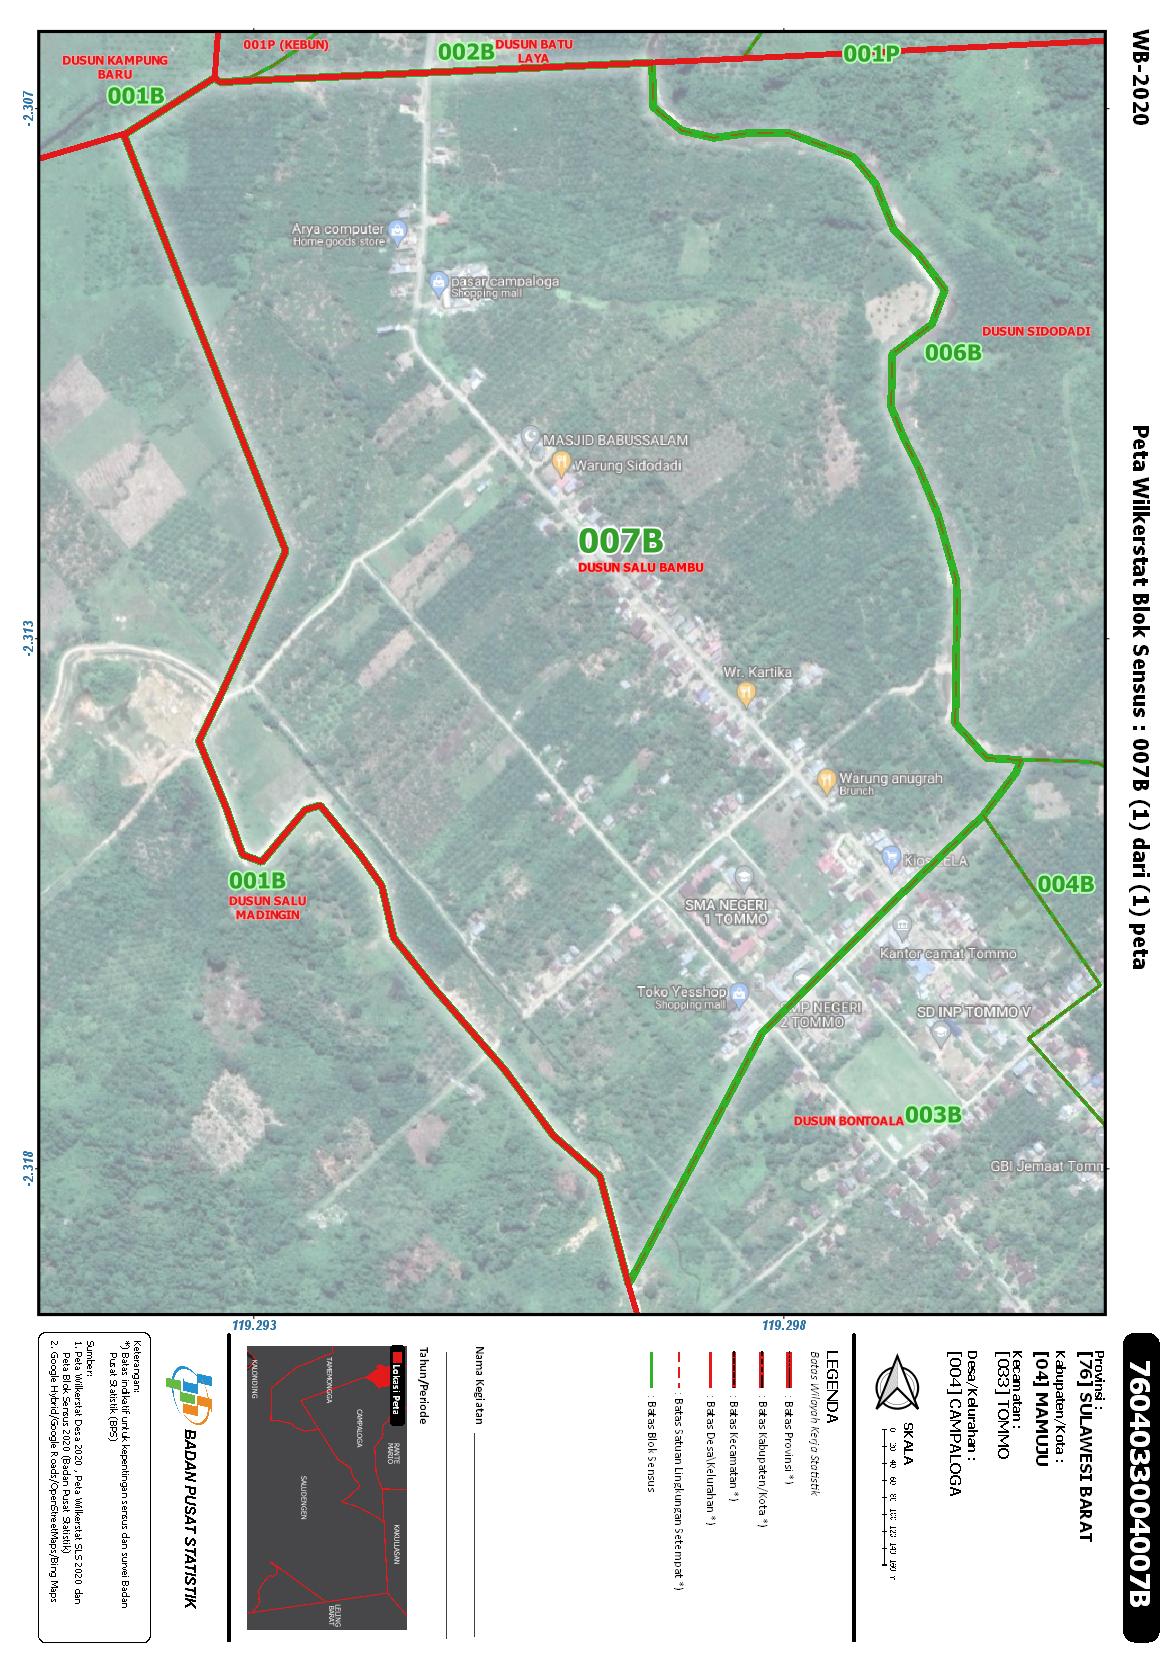 WB-2020
Peta Wilkerstat Blok Sensus : 007B (1) dari (1) peta
7604033004007B
DUSUN KAMPUNG
BARU
001B
001P (KEBUN)
002B
DUSUN BATU
LAYA
001P
-2.307
Arya computer
Home goods store
pasar campaloga
Shopping mall
DUSUN SIDODADI
006B
MASJID BABUSSALAM
Warung Sidodadi
007B
DUSUN SALU BAMBU
-2.313
Wr. Kartika
Warung anugrah
Brunch
001B
DUSUN SALU
MADINGIN
004B
SMA NEGERI
1 TOMMO
Kantor camat Tommo
Toko Yesshop
Shopping mall
SMP NEGERI
2 TOMMO
SD INP TOMMO V
DUSUN BONTOALA
003B
GBI Jemaat Tomm
-2.318
119.293
119.298
Provinsi :
[76] SULAWESI BARAT
Kabupaten/Kota :
[04] MAMUJU
Kecamatan :
[033] TOMMO
Desa/Kelurahan :
[004] CAMPALOGA
SKALA
0 20 40 60 80 100 120 140 160
LEGENDA
Batas Wilayah Kerja Statistik
: Batas Provinsi *)
: Batas Kabupaten/Kota *)
: Batas Kecamatan *)
: Batas Desa\Kelurahan *)
: Batas Satuan Lingkungan Setempat *)
: Batas Blok Sensus
Nama Kegiatan
Tahun/Periode
Lokasi Peta
RANTE
MARIO
KAKULLASAN
CAMPALOGA
TAMEMONGGA
LELING
BARAT
SALUDENGEN
KALONDING
BADAN PUSAT STATISTIK
Keterangan:
*) Batas indikatif untuk kepentingan sensus dan survei Badan
Pusat Statistik (BPS)
Sumber:
1. Peta Wilkerstat Desa 2020 , Peta Wilkerstat SLS 2020 dan
Peta Blok Sensus 2020 (Badan Pusat Statistik)
2. Google Hybrid/Google Roads/OpenStreetMaps/Bing Maps